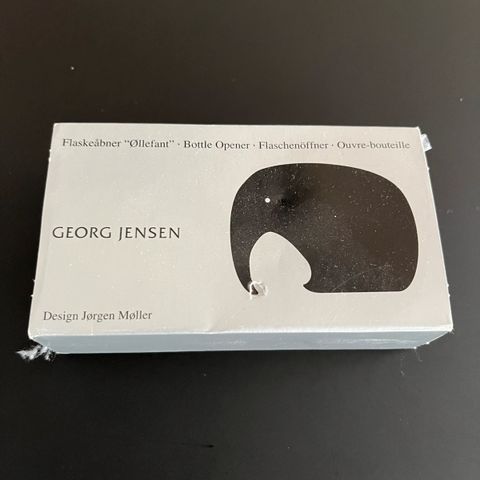 Flaskeåbner "Øllefant" · Bottle Opener · Flaschenöffner · Ouvre-bouteille
GEORG JENSEN
Design Jørgen Møller